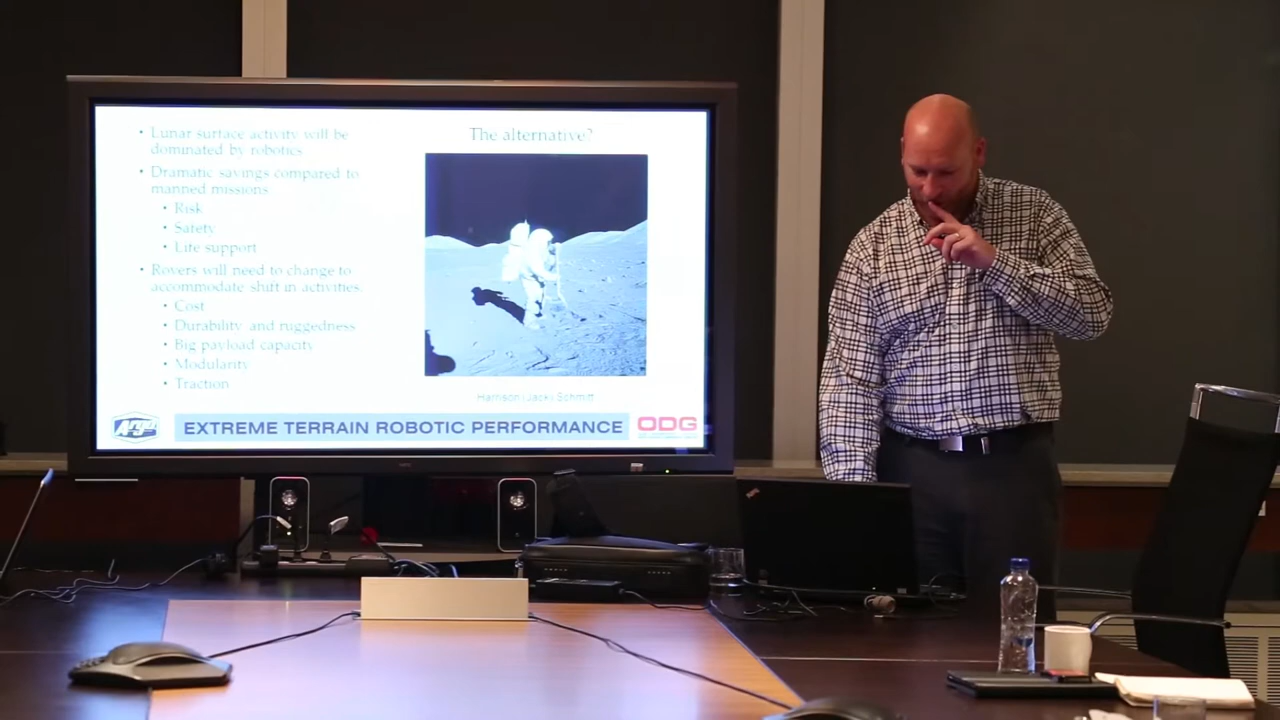 • Lunar surface activity will be
dominated by robotics
• Dramatic savings compared to
manned missions
• Risk
• Safety
• Life support
• Rovers will need to change to
accommodate shift in activities.
• Cost
• Durability and ruggedness
• Big payload capacity
• Modularity
• Traction
The alternative?
Harrison (Jack) Schmitt
Argo
EXTREME TERRAIN ROBOTIC PERFORMANCE
ODG